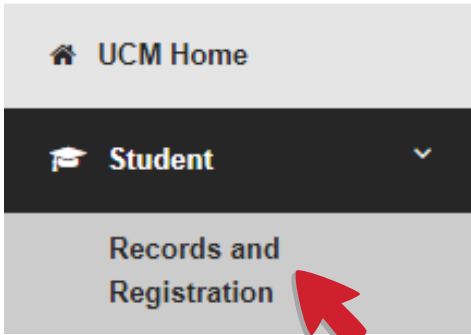 UCM Home
Student
Records and
Registration